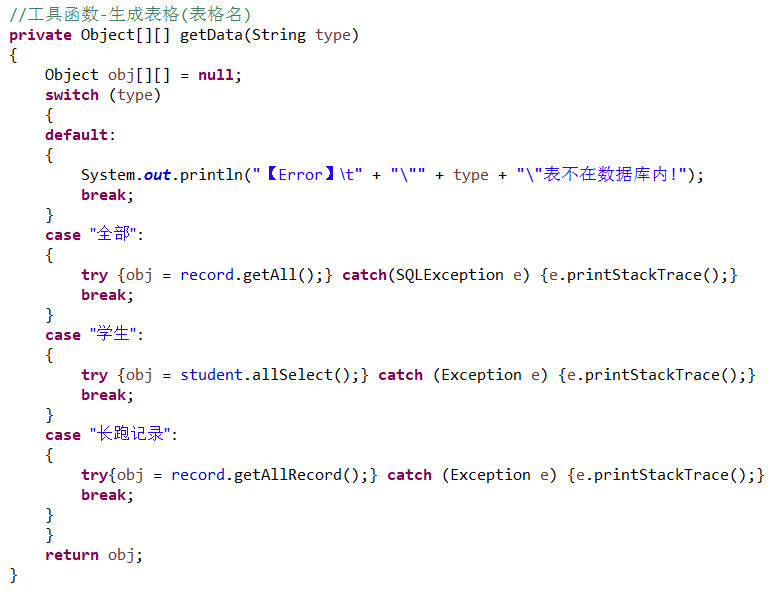 //工具函数-生成表格(表格名)
private Object[][] getData(String type)
{
    Object obj[][] = null;
    switch (type)
    {
    default:
    {
        System.out.println("【Error】\t" + "\"" + type + "\"表不在数据库内!");
        break;
    }
    case "全部":
    {
        try {obj = record.getAll();} catch(SQLException e) {e.printStackTrace();}
        break;
    }
    case "学生":
    {
        try {obj = student.allSelect();} catch (Exception e) {e.printStackTrace();}
        break;
    }
    case "长跑记录":
    {
        try{obj = record.getAllRecord();} catch (Exception e) {e.printStackTrace();}
        break;
    }
    }
    return obj;
}